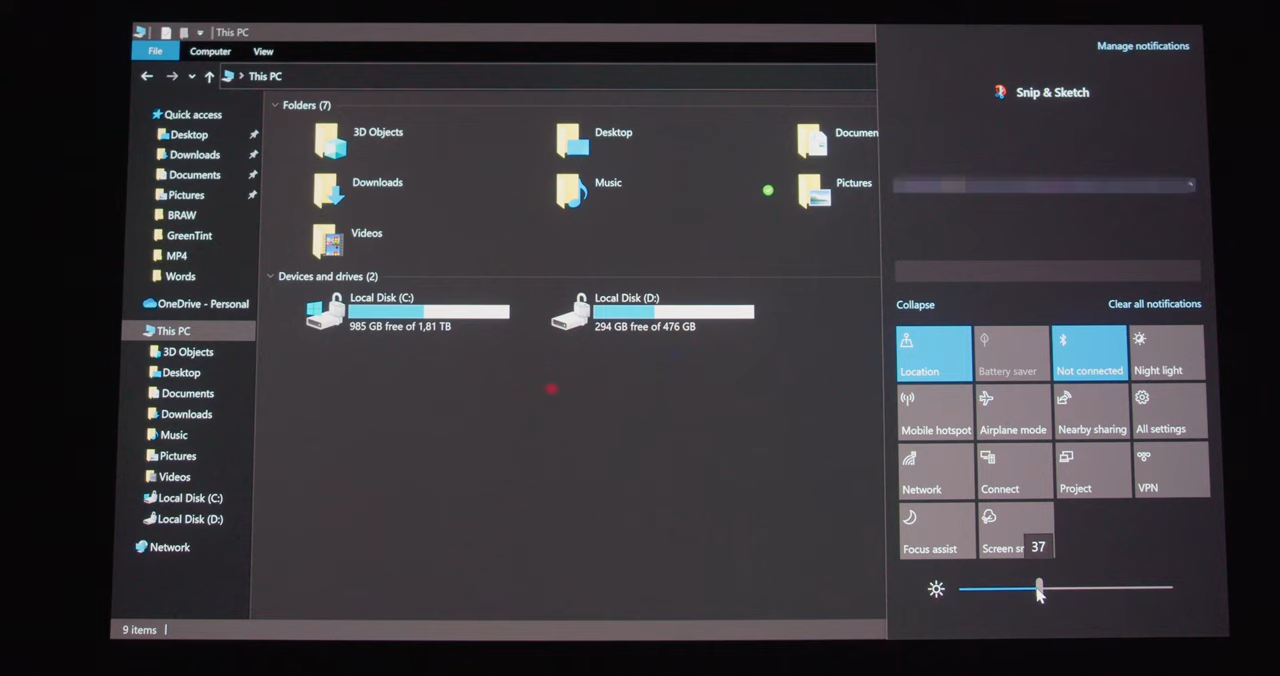 This PC
File Computer View
This PC
Manage notifications
Snip & Sketch
Quick access
Desktop
Downloads
Documents
Pictures
BRAW
GreenTint
MP4
Words
OneDrive - Personal
This PC
3D Objects
Desktop
Documents
Downloads
Music
Pictures
Videos
Local Disk (C:)
Local Disk (D:)
Network
Folders (7)
3D Objects
Desktop
Documen
Downloads
Music
Pictures
Videos
Devices and drives (2)
Local Disk (C:)
985 GB free of 1,81 TB
Local Disk (D:)
294 GB free of 476 GB
Collapse
Clear all notifications
Location
Battery saver
Not connected
Night light
Mobile hotspot
Airplane mode
Nearby sharing
All settings
Network
Connect
Project
VPN
Focus assist
Screen sr
37
9 items